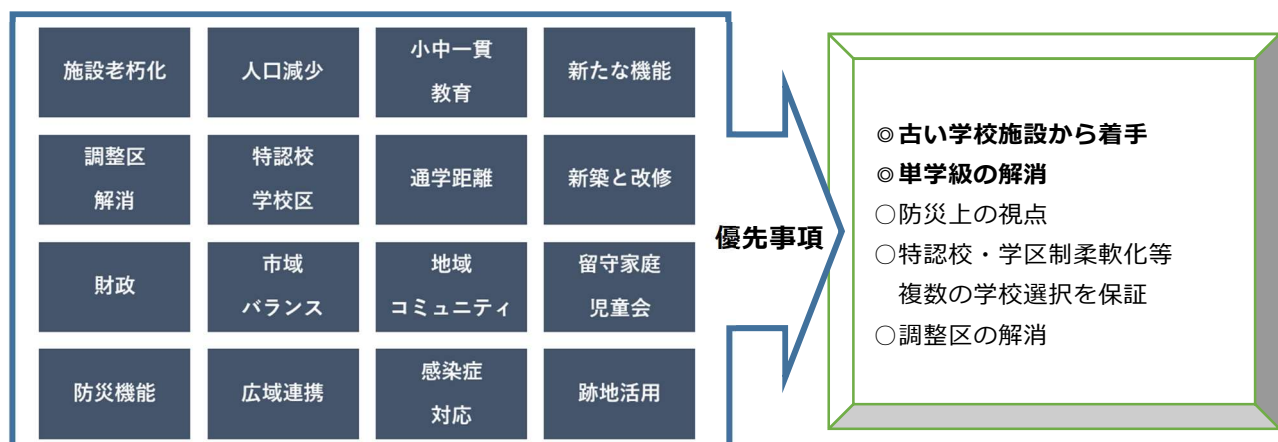 施設老朽化
人口減少
小中一貫
教育
新たな機能
調整区
解消
特認校
学校区
通学距離
新築と改修
財政
市域
バランス
地域
コミュニティ
留守家庭
児童会
防災機能
広域連携
感染症
対応
跡地活用
優先事項
◎古い学校施設から着手
◎単学級の解消
○防災上の視点
○特認校・学区制柔軟化等
複数の学校選択を保証
○調整区の解消